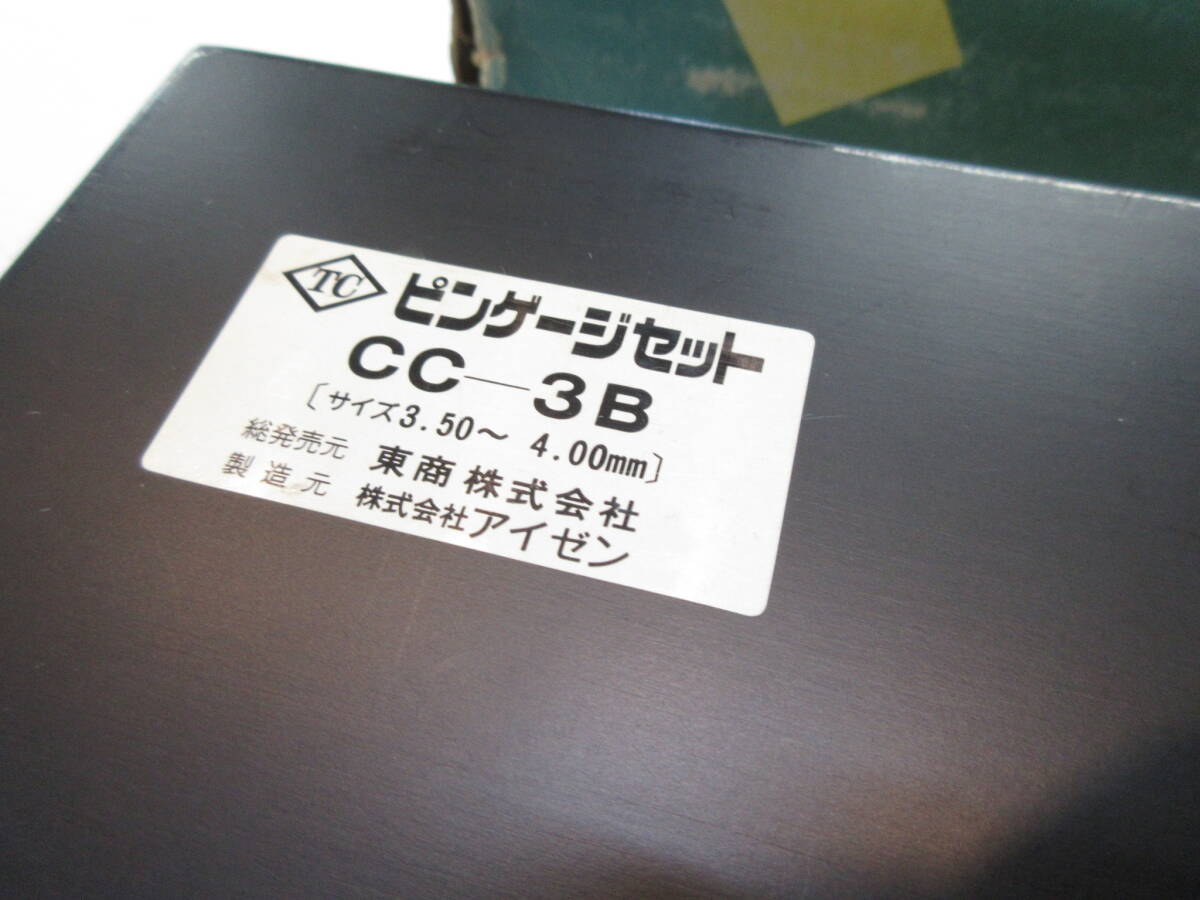 TC ピンゲージセット
CC—3B
〔サイズ3.50～ 4.00mm〕
総発売元 東商株式会社
製造元 株式会社アイゼン